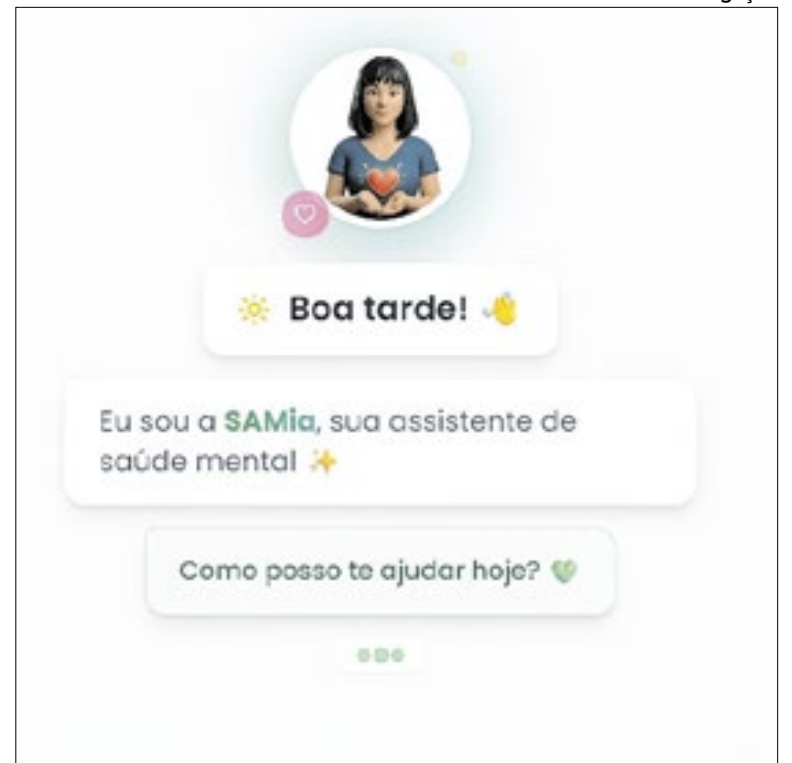 Boa tarde!
Eu sou a SAMia, sua assistente de
saúde mental
Como posso te ajudar hoje?